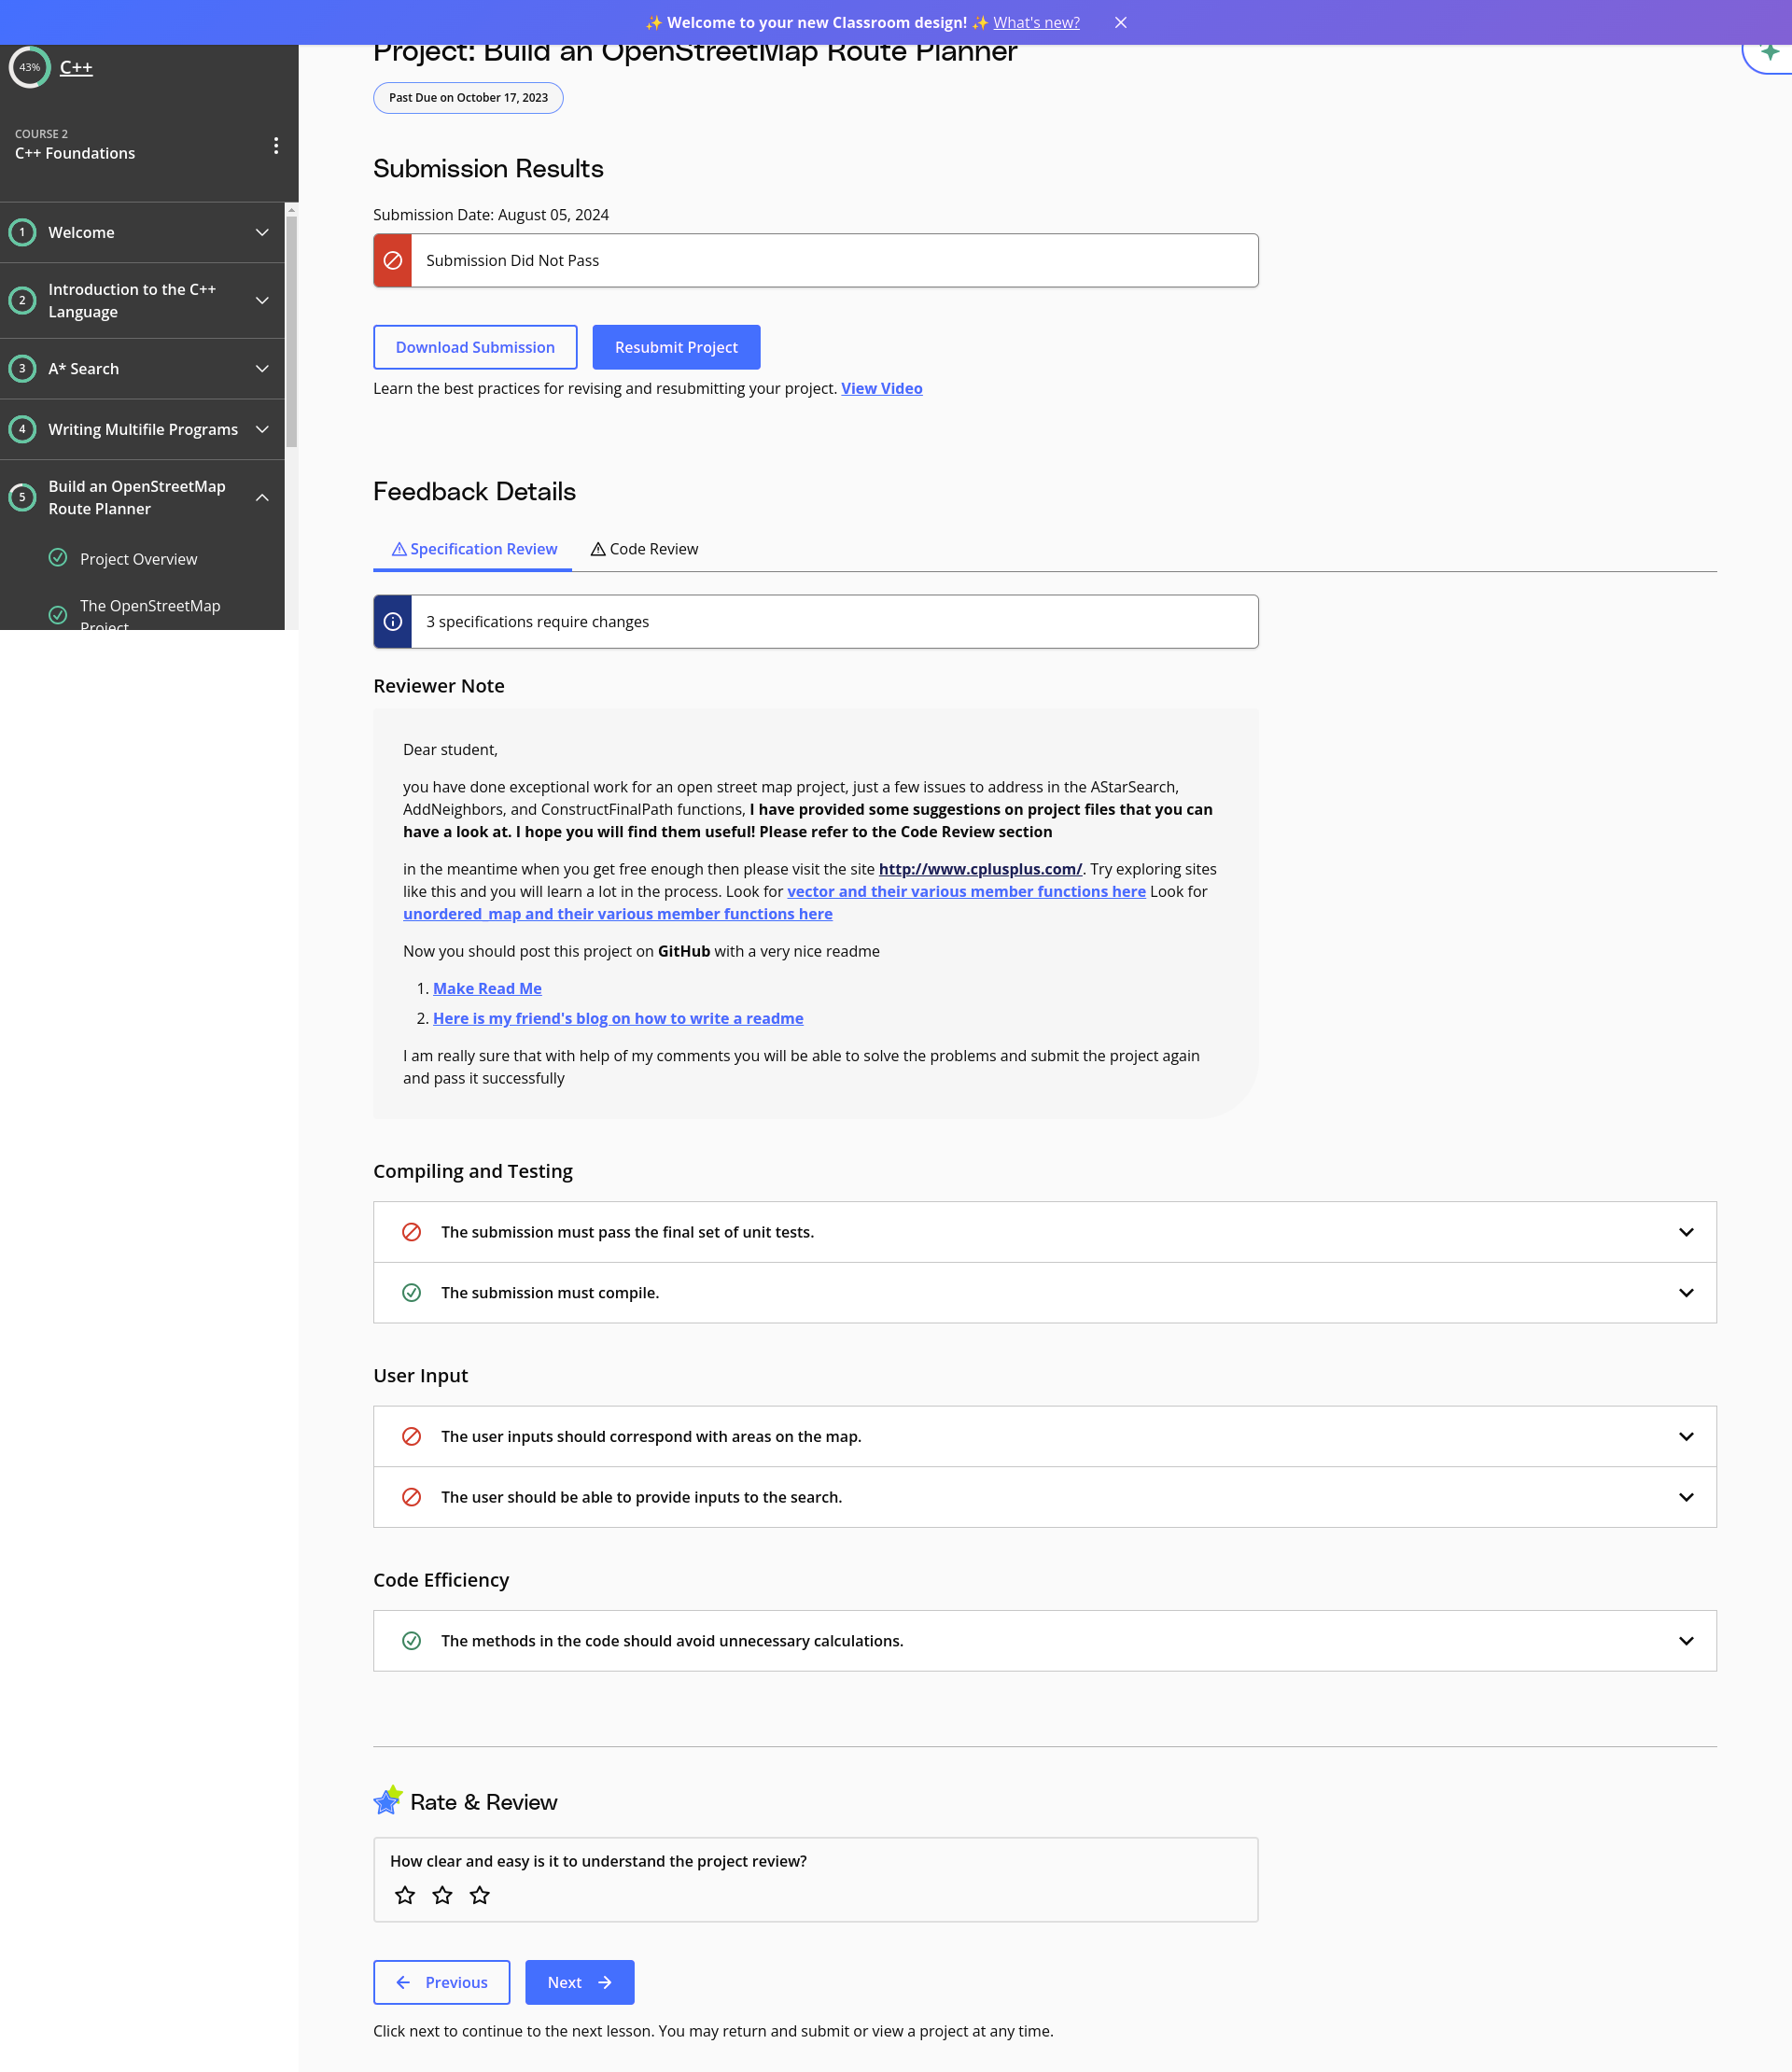 ✨ Welcome to your new Classroom design! ✨ What's new?
43% C++
COURSE 2
C++ Foundations
1 Welcome
2 Introduction to the C++
Language
3 A* Search
4 Writing Multifile Programs
5 Build an OpenStreetMap
Route Planner
Project Overview
The OpenStreetMap
Project
Project: Build an OpenStreetMap Route Planner
Past Due on October 17, 2023
Submission Results
Submission Date: August 05, 2024
Submission Did Not Pass
Download Submission Resubmit Project
Learn the best practices for revising and resubmitting your project. View Video
Feedback Details
Specification Review Code Review
3 specifications require changes
Reviewer Note
Dear student,
you have done exceptional work for an open street map project, just a few issues to address in the AStarSearch,
AddNeighbors, and ConstructFinalPath functions, I have provided some suggestions on project files that you can
have a look at. I hope you will find them useful! Please refer to the Code Review section
in the meantime when you get free enough then please visit the site http://www.cplusplus.com/. Try exploring sites
like this and you will learn a lot in the process. Look for vector and their various member functions here Look for
unordered_map and their various member functions here
Now you should post this project on GitHub with a very nice readme
1. Make Read Me
2. Here is my friend's blog on how to write a readme
I am really sure that with help of my comments you will be able to solve the problems and submit the project again
and pass it successfully
Compiling and Testing
The submission must pass the final set of unit tests.
The submission must compile.
User Input
The user inputs should correspond with areas on the map.
The user should be able to provide inputs to the search.
Code Efficiency
The methods in the code should avoid unnecessary calculations.
Rate & Review
How clear and easy is it to understand the project review?
Previous Next
Click next to continue to the next lesson. You may return and submit or view a project at any time.